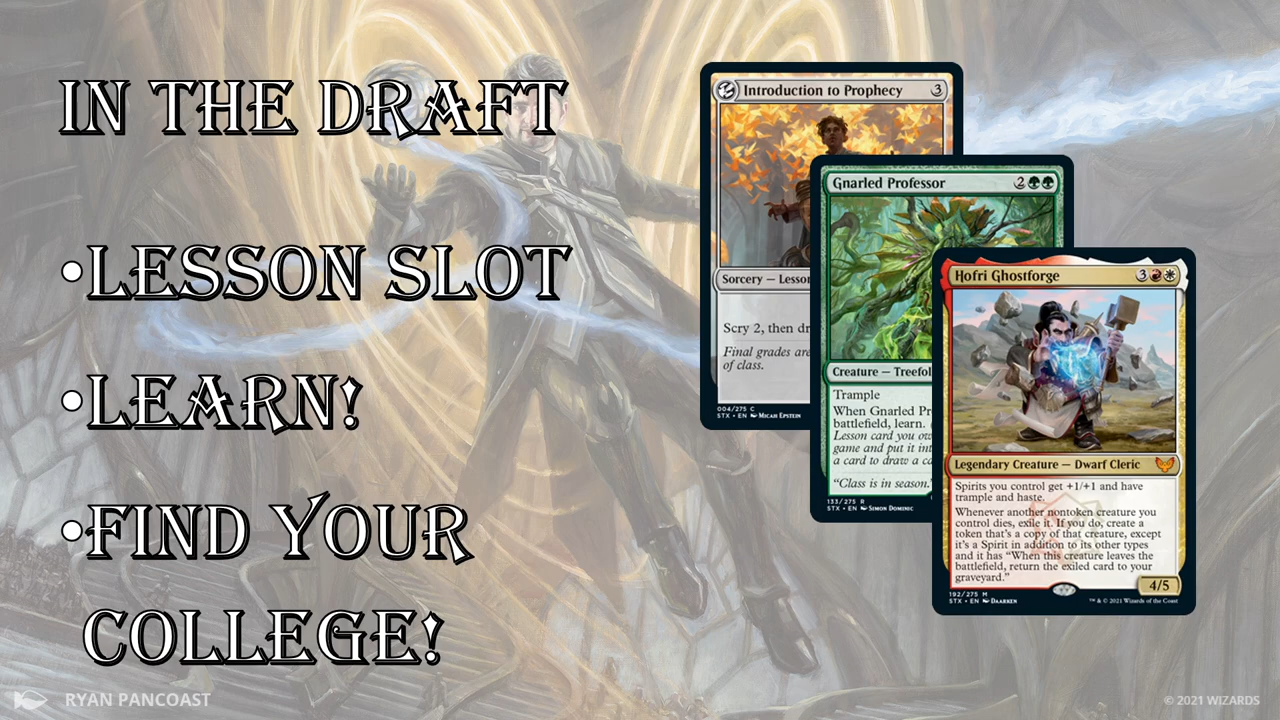 IN THE DRAFT
•LESSON SLOT
•LEARN!
•FIND YOUR
COLLEGE!
Introduction to Prophecy 3
Sorcery — Lesson
Scry 2, then dr
Final grades are
of class.
004/275 C
STX • EN MICAH EPSTEIN
Gnarled Professor 2
Creature — Treefol
Trample
When Gnarled Pr
battlefield, learn. (
Lesson card you ow
game and put it int
a card to draw a ca
“Class is in season.”
133/275 R
STX • EN SIMON DOMINIC
Hofri Ghostforge 3
Legendary Creature — Dwarf Cleric
Spirits you control get +1/+1 and have
trample and haste.
Whenever another nontoken creature you
control dies, exile it. If you do, create a
token that’s a copy of that creature, except
it’s a Spirit in addition to its other types
and it has “When this creature leaves the
battlefield, return the exiled card to your
graveyard.”
4/5
192/275 M
STX • EN DAARKEN
™ & © 2021 Wizards of the Coast
RYAN PANCOAST
© 2021 WIZARDS